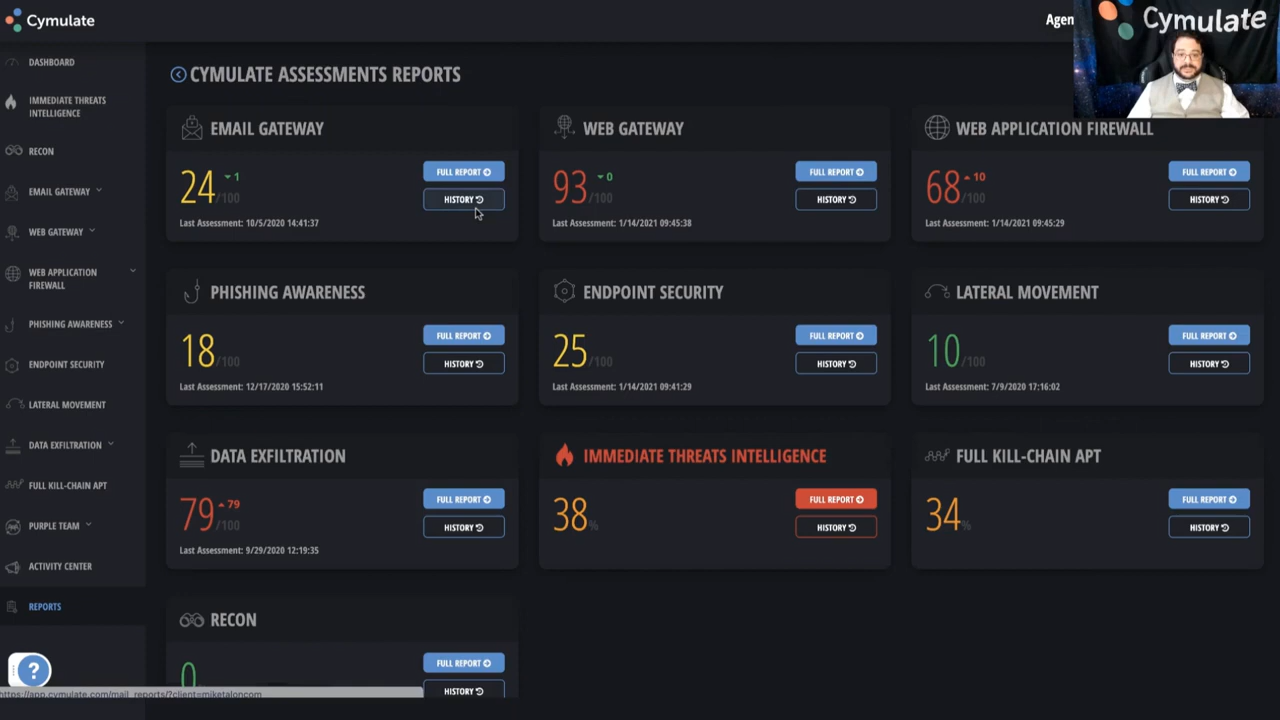 Cymulate
Agen
Cymulate
DASHBOARD
IMMEDIATE THREATS
INTELLIGENCE
RECON
EMAIL GATEWAY
WEB GATEWAY
WEB APPLICATION
FIREWALL
PHISHING AWARENESS
ENDPOINT SECURITY
LATERAL MOVEMENT
DATA EXFILTRATION
FULL KILL-CHAIN APT
PURPLE TEAM
ACTIVITY CENTER
REPORTS
?
CYMULATE ASSESSMENTS REPORTS
EMAIL GATEWAY
24/100 1
FULL REPORT
HISTORY
Last Assessment: 10/5/2020 14:41:37
WEB GATEWAY
93/100 0
FULL REPORT
HISTORY
Last Assessment: 1/14/2021 09:45:38
WEB APPLICATION FIREWALL
68/100 10
FULL REPORT
HISTORY
Last Assessment: 1/14/2021 09:45:29
PHISHING AWARENESS
18/100
FULL REPORT
HISTORY
Last Assessment: 12/17/2020 15:52:11
ENDPOINT SECURITY
25/100
FULL REPORT
HISTORY
Last Assessment: 1/14/2021 09:41:29
LATERAL MOVEMENT
10/100
FULL REPORT
HISTORY
Last Assessment: 7/9/2020 17:16:02
DATA EXFILTRATION
79/100 79
FULL REPORT
HISTORY
Last Assessment: 9/29/2020 12:19:35
IMMEDIATE THREATS INTELLIGENCE
38%
FULL REPORT
HISTORY
FULL KILL-CHAIN APT
34%
FULL REPORT
HISTORY
RECON
0
FULL REPORT
HISTORY
https://app.cymulate.com/mail_reports/?client=miketaloncom